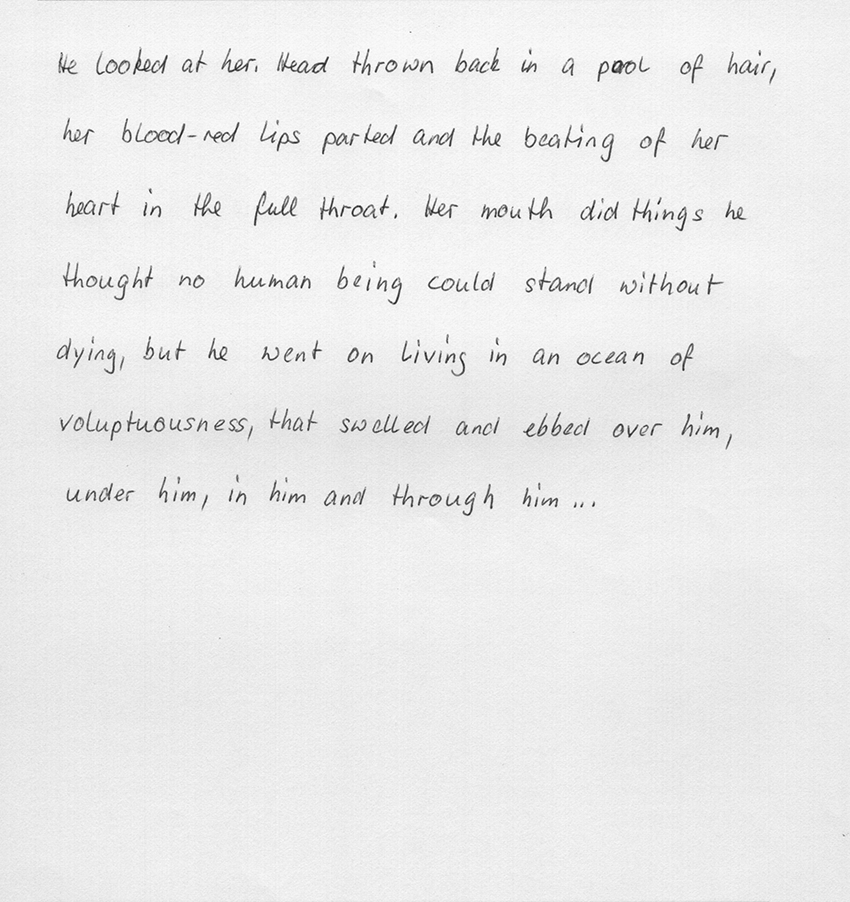 He looked at her. Head thrown back in a pool of hair,
her blood-red lips parted and the beating of her
heart in the full throat. Her mouth did things he
thought no human being could stand without
dying, but he went on living in an ocean of
voluptuousness, that swelled and ebbed over him,
under him, in him and through him...